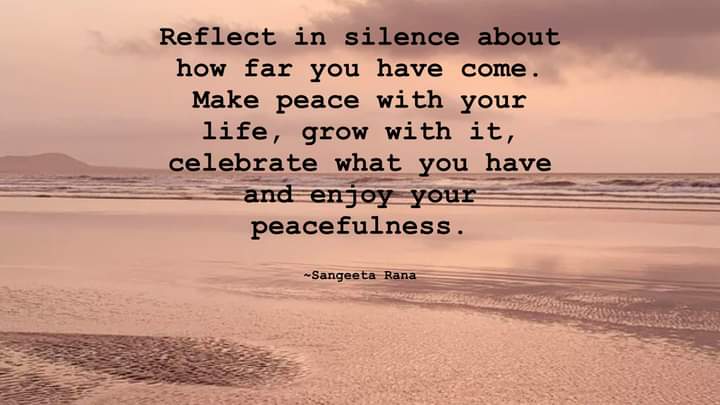 Reflect in silence about
how far you have come.
Make peace with your
life, grow with it,
celebrate what you have
and enjoy your
peacefulness.
~Sangeeta Rana